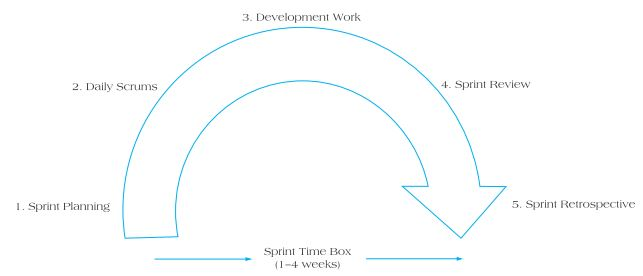 3. Development Work
2. Daily Scrums
4. Sprint Review
1. Sprint Planning
5. Sprint Retrospective
Sprint Time Box
(1–4 weeks)